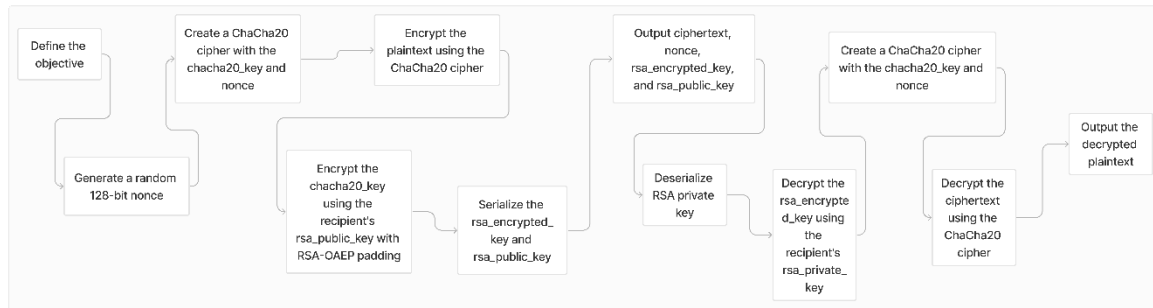 Define the
objective
Generate a random
128-bit nonce
Create a ChaCha20
cipher with the
chacha20_key and
nonce
Encrypt the
plaintext using the
ChaCha20 cipher
Encrypt the
chacha20_key
using the
recipient's
rsa_public_key with
RSA-OAEP padding
Serialize the
rsa_encrypted_
key and
rsa_public_key
Output ciphertext,
nonce,
rsa_encrypted_key,
and rsa_public_key
Deserialize
RSA private
key
Decrypt the
rsa_encrypte
d_key using
the
recipient's
rsa_private_
key
Create a ChaCha20 cipher
with the chacha20_key and
nonce
Decrypt the
ciphertext
using the
ChaCha20
cipher
Output the
decrypted
plaintext